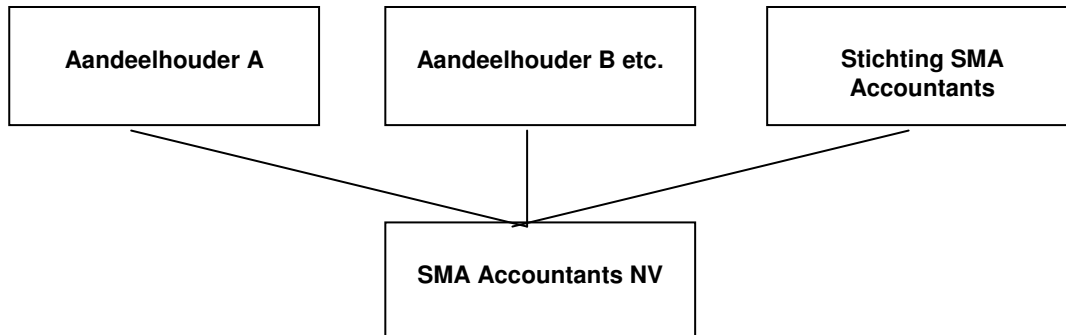 Aandeelhouder A
Aandeelhouder B etc.
Stichting SMA
Accountants
SMA Accountants NV